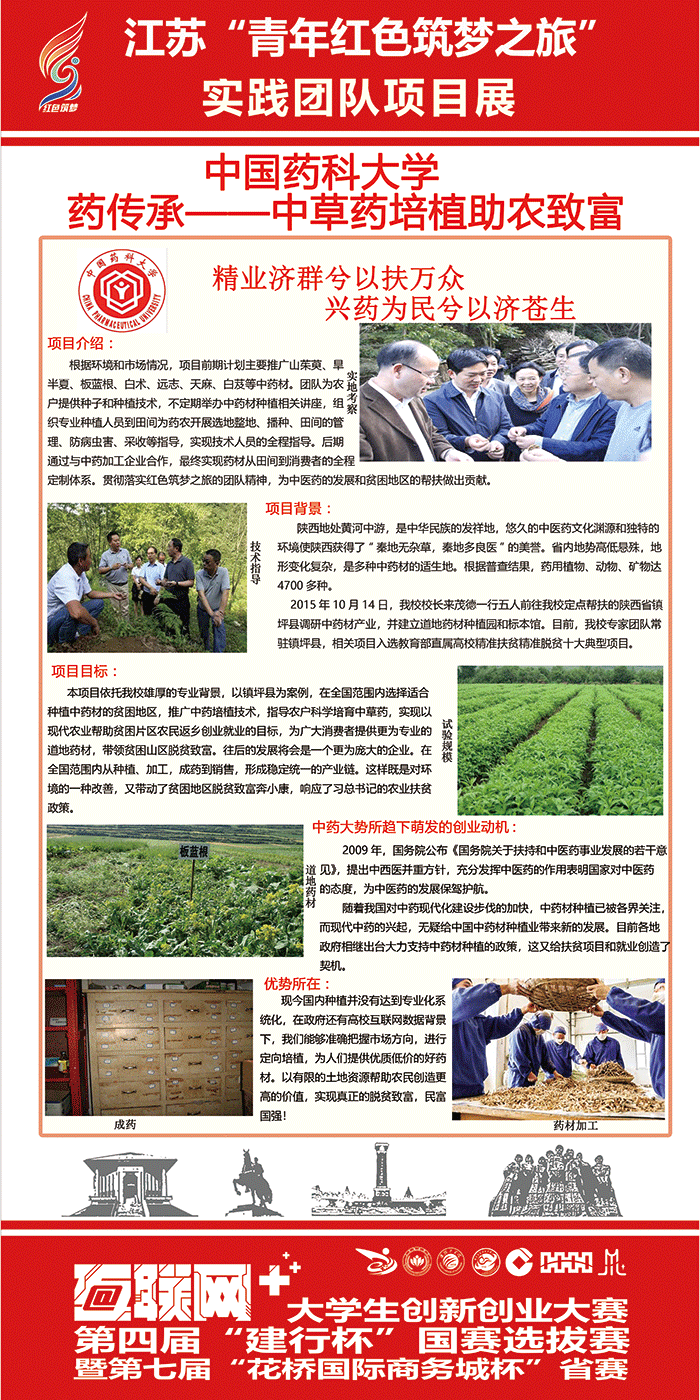 江苏“青年红色筑梦之旅”
实践团队项目展
红色筑梦
中国药科大学
药传承——中草药培植助农致富
中国药科大学
CHINA PHARMACEUTICAL UNIVERSITY
精业济群兮以扶万众
兴药为民兮以济苍生
项目介绍：
根据环境和市场情况，项目前期计划主要推广山茱萸、旱
半夏、板蓝根、白术、远志、天麻、白芨等中药材。团队为农
户提供种子和种植技术，不定期举办中药材种植相关讲座，组
织专业种植人员到田间为药农开展选地整地、播种、田间的管
理、防病虫害、采收等指导，实现技术人员的全程指导。后期
通过与中药加工企业合作，最终实现药材从田间到消费者的全程
定制体系。贯彻落实红色筑梦之旅的团队精神，为中医药的发展和贫困地区的帮扶做出贡献。
实地考察
技术指导
项目背景：
陕西地处黄河中游，是中华民族的发祥地，悠久的中医药文化渊源和独特的
环境使陕西获得了“秦地无杂草，秦地多良医”的美誉。省内地势高低悬殊，地
形变化复杂，是多种中药材的适生地。根据普查结果，药用植物、动物、矿物达
4700 多种。
2015 年 10 月 14 日，我校校长来茂德一行五人前往我校定点帮扶的陕西省镇
坪县调研中药材产业，并建立道地药材种植园和标本馆。目前，我校专家团队常
驻镇坪县，相关项目入选教育部直属高校精准扶贫精准脱贫十大典型项目。
项目目标：
本项目依托我校雄厚的专业背景，以镇坪县为案例，在全国范围内选择适合
种植中药材的贫困地区，推广中药培植技术，指导农户科学培育中草药，实现以
现代农业帮助贫困片区农民返乡创业就业的目标，为广大消费者提供更为专业的
道地药材，带领贫困山区脱贫致富。往后的发展将会是一个更为庞大的企业。在
全国范围内从种植、加工，成药到销售，形成稳定统一的产业链。这样既是对环
境的一种改善，又带动了贫困地区脱贫致富奔小康，响应了习总书记的农业扶贫
政策。
试验规模
板蓝根
道地药材
中药大势所趋下萌发的创业动机：
2009 年，国务院公布《国务院关于扶持和中医药事业发展的若干意
见》，提出中西医并重方针，充分发挥中医药的作用表明国家对中医药
的态度，为中医药的发展保驾护航。
随着我国对中药现代化建设步伐的加快，中药材种植已被各界关注，
而现代中药的兴起，无疑给中国中药材种植业带来新的发展。目前各地
政府相继出台大力支持中药材种植的政策，这又给扶贫项目和就业创造了
契机。
优势所在：
现今国内种植并没有达到专业化系
统化，在政府还有高校互联网数据背景
下，我们能够准确把握市场方向，进行
定向培植，为人们提供优质低价的好药
材。以有限的土地资源帮助农民创造更
高的价值，实现真正的脱贫致富，民富
国强！
成药
药材加工
互联网+
大学生创新创业大赛
第四届“建行杯”国赛选拔赛
暨第七届“花桥国际商务城杯”省赛